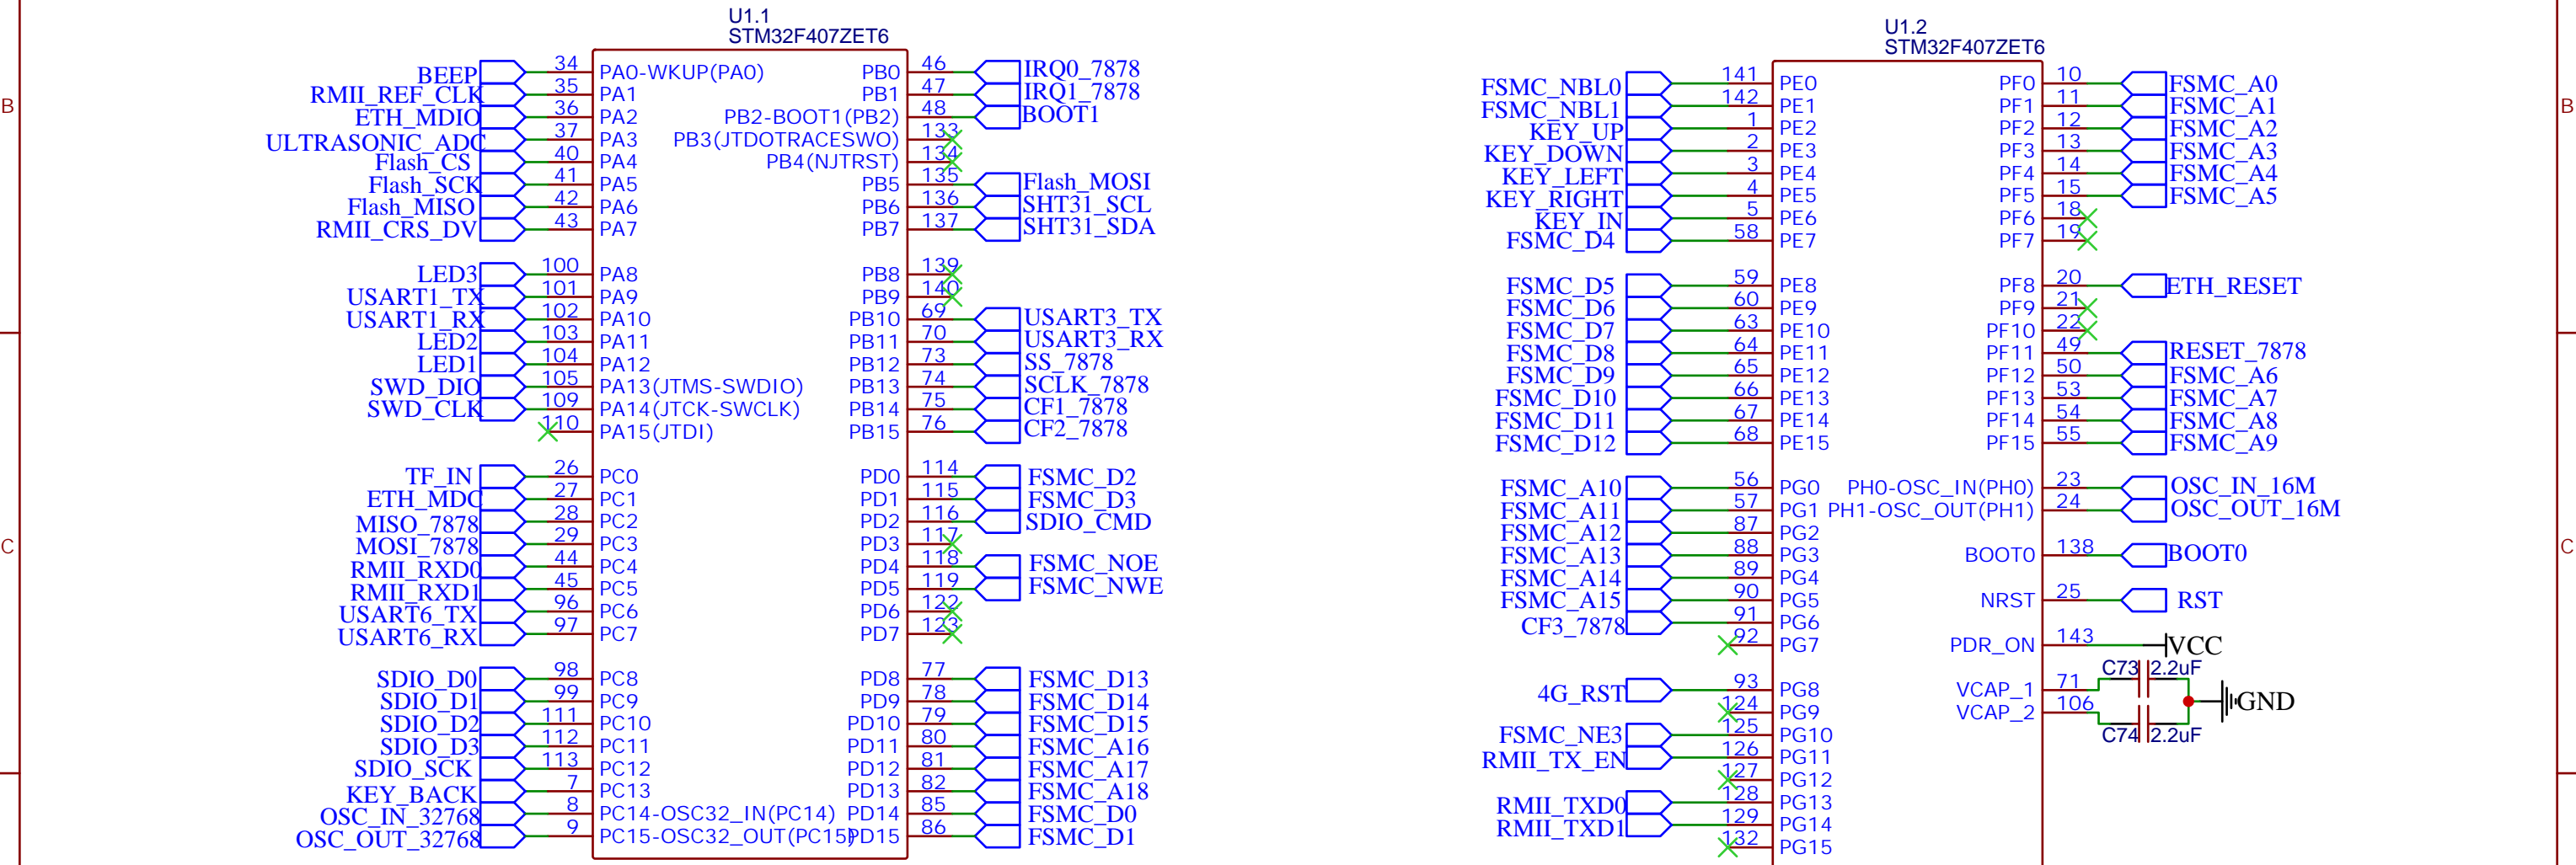 U1.1
STM32F407ZET6
BEEP 34 PA0-WKUP(PA0) PB0 46 IRQ0_7878
RMII_REF_CLK 35 PA1 PB1 47 IRQ1_7878
ETH_MDIO 36 PA2 PB2-BOOT1(PB2) 48 BOOT1
ULTRASONIC_ADC 37 PA3 PB3(JTDOTRACESWO) 133
Flash_CS 40 PA4 PB4(NJTRST) 134
Flash_SCK 41 PA5 PB5 135 Flash_MOSI
Flash_MISO 42 PA6 PB6 136 SHT31_SCL
RMII_CRS_DV 43 PA7 PB7 137 SHT31_SDA
LED3 100 PA8 PB8 139
USART1_TX 101 PA9 PB9 140
USART1_RX 102 PA10 PB10 69 USART3_TX
LED2 103 PA11 PB11 70 USART3_RX
LED1 104 PA12 PB12 73 SS_7878
SWD_DIO 105 PA13(JTMS-SWDIO) PB13 74 SCLK_7878
SWD_CLK 109 PA14(JTCK-SWCLK) PB14 75 CF1_7878
110 PA15(JTDI) PB15 76 CF2_7878
TF_IN 26 PC0 PD0 114 FSMC_D2
ETH_MDC 27 PC1 PD1 115 FSMC_D3
MISO_7878 28 PC2 PD2 116 SDIO_CMD
MOSI_7878 29 PC3 PD3 117
RMII_RXD0 44 PC4 PD4 118 FSMC_NOE
RMII_RXD1 45 PC5 PD5 119 FSMC_NWE
USART6_TX 96 PC6 PD6 122
USART6_RX 97 PC7 PD7 123
SDIO_D0 98 PC8 PD8 77 FSMC_D13
SDIO_D1 99 PC9 PD9 78 FSMC_D14
SDIO_D2 111 PC10 PD10 79 FSMC_D15
SDIO_D3 112 PC11 PD11 80 FSMC_A16
SDIO_SCK 113 PC12 PD12 81 FSMC_A17
KEY_BACK 7 PC13 PD13 82 FSMC_A18
OSC_IN_32768 8 PC14-OSC32_IN(PC14) PD14 85 FSMC_D0
OSC_OUT_32768 9 PC15-OSC32_OUT(PC15) PD15 86 FSMC_D1
U1.2
STM32F407ZET6
FSMC_NBL0 141 PE0 PF0 10 FSMC_A0
FSMC_NBL1 142 PE1 PF1 11 FSMC_A1
KEY_UP 1 PE2 PF2 12 FSMC_A2
KEY_DOWN 2 PE3 PF3 13 FSMC_A3
KEY_LEFT 3 PE4 PF4 14 FSMC_A4
KEY_RIGHT 4 PE5 PF5 15 FSMC_A5
KEY_IN 5 PE6 PF6 18
FSMC_D4 58 PE7 PF7 19
FSMC_D5 59 PE8 PF8 20 ETH_RESET
FSMC_D6 60 PE9 PF9 21
FSMC_D7 63 PE10 PF10 22
FSMC_D8 64 PE11 PF11 49 RESET_7878
FSMC_D9 65 PE12 PF12 50 FSMC_A6
FSMC_D10 66 PE13 PF13 53 FSMC_A7
FSMC_D11 67 PE14 PF14 54 FSMC_A8
FSMC_D12 68 PE15 PF15 55 FSMC_A9
FSMC_A10 56 PG0 PH0-OSC_IN(PH0) 23 OSC_IN_16M
FSMC_A11 57 PG1 PH1-OSC_OUT(PH1) 24 OSC_OUT_16M
FSMC_A12 87 PG2
FSMC_A13 88 PG3 BOOT0 138 BOOT0
FSMC_A14 89 PG4
FSMC_A15 90 PG5 NRST 25 RST
CF3_7878 91 PG6
92 PG7 PDR_ON 143 VCC
C73 2.2uF
4G_RST 93 PG8 VCAP_1 71
124 PG9 VCAP_2 106 GND
FSMC_NE3 125 PG10 C74 2.2uF
RMII_TX_EN 126 PG11
127 PG12
RMII_TXD0 128 PG13
RMII_TXD1 129 PG14
132 PG15
B
C
B
C